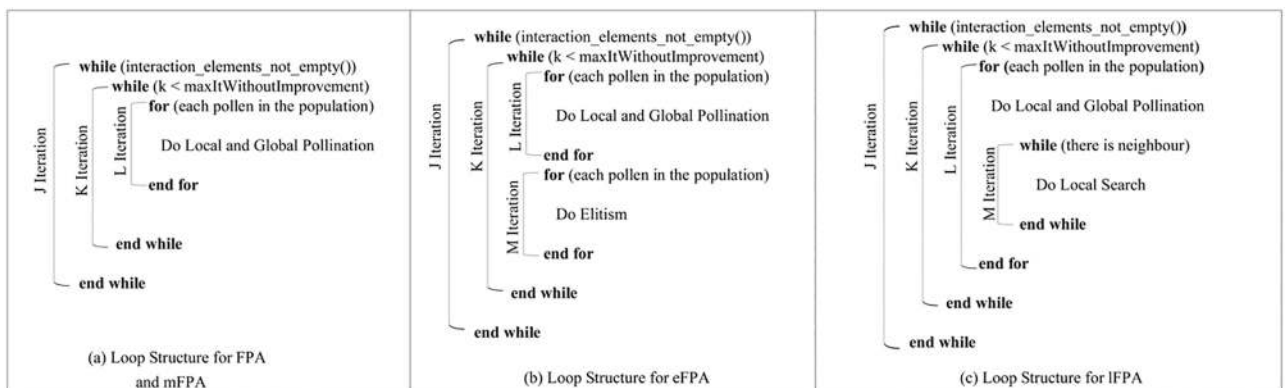 while (interaction_elements_not_empty())
while (k < maxItWithoutImprovement)
for (each pollen in the population)
Do Local and Global Pollination
end for
end while
end while
J Iteration
K Iteration
L Iteration
(a) Loop Structure for FPA
and mFPA
while (interaction_elements_not_empty())
while (k < maxItWithoutImprovement)
for (each pollen in the population)
Do Local and Global Pollination
end for
for (each pollen in the population)
Do Elitism
end for
end while
end while
J Iteration
K Iteration
L Iteration
M Iteration
(b) Loop Structure for eFPA
while (interaction_elements_not_empty())
while (k < maxItWithoutImprovement)
for (each pollen in the population)
Do Local and Global Pollination
while (there is neighbour)
Do Local Search
end while
end for
end while
end while
J Iteration
K Iteration
L Iteration
M Iteration
(c) Loop Structure for lFPA